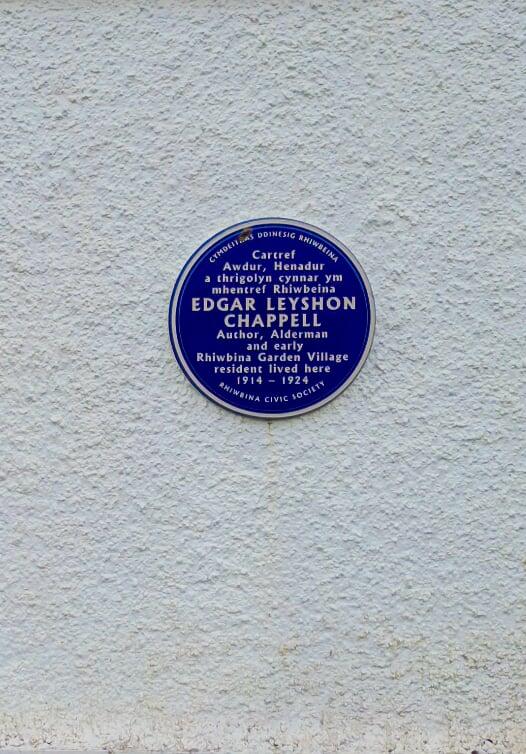 CYMDEITHAS DDINESIG RHIWBEINA
Cartref
Awdur, Henadur
a thrigolyn cynnar ym
mhentref Rhiwbeina
EDGAR LEYSHON
CHAPPELL
Author, Alderman
and early
Rhiwbina Garden Village
resident lived here
1914 – 1924
RHIWBINA CIVIC SOCIETY